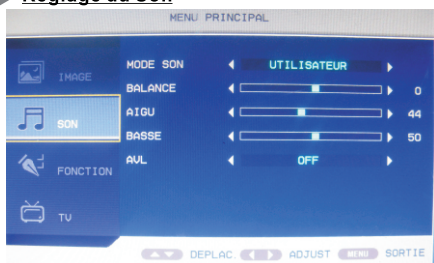 Réglage du Son
MENU PRINCIPAL
IMAGE
SON
FONCTION
TV
MODE SON UTILISATEUR
BALANCE 0
AIGU 44
BASSE 50
AVL OFF
DEPLAC. ADJUST MENU SORTIE